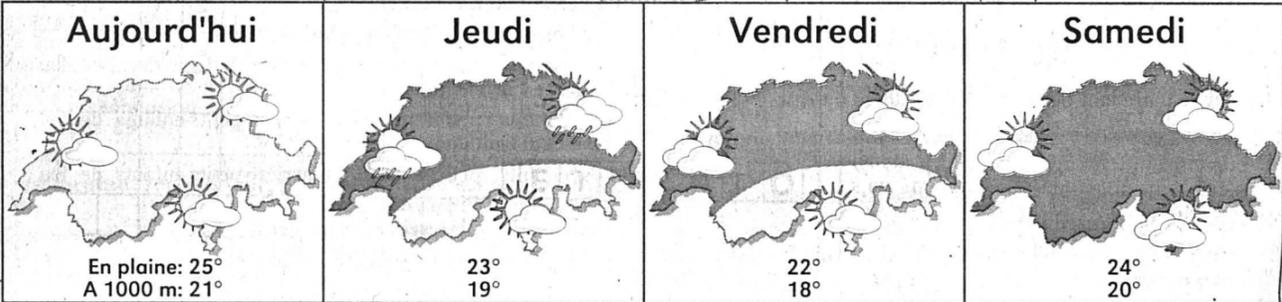 Aujourd'hui
En plaine: 25°
A 1000 m: 21°
Jeudi
23°
19°
Vendredi
22°
18°
Samedi
24°
20°